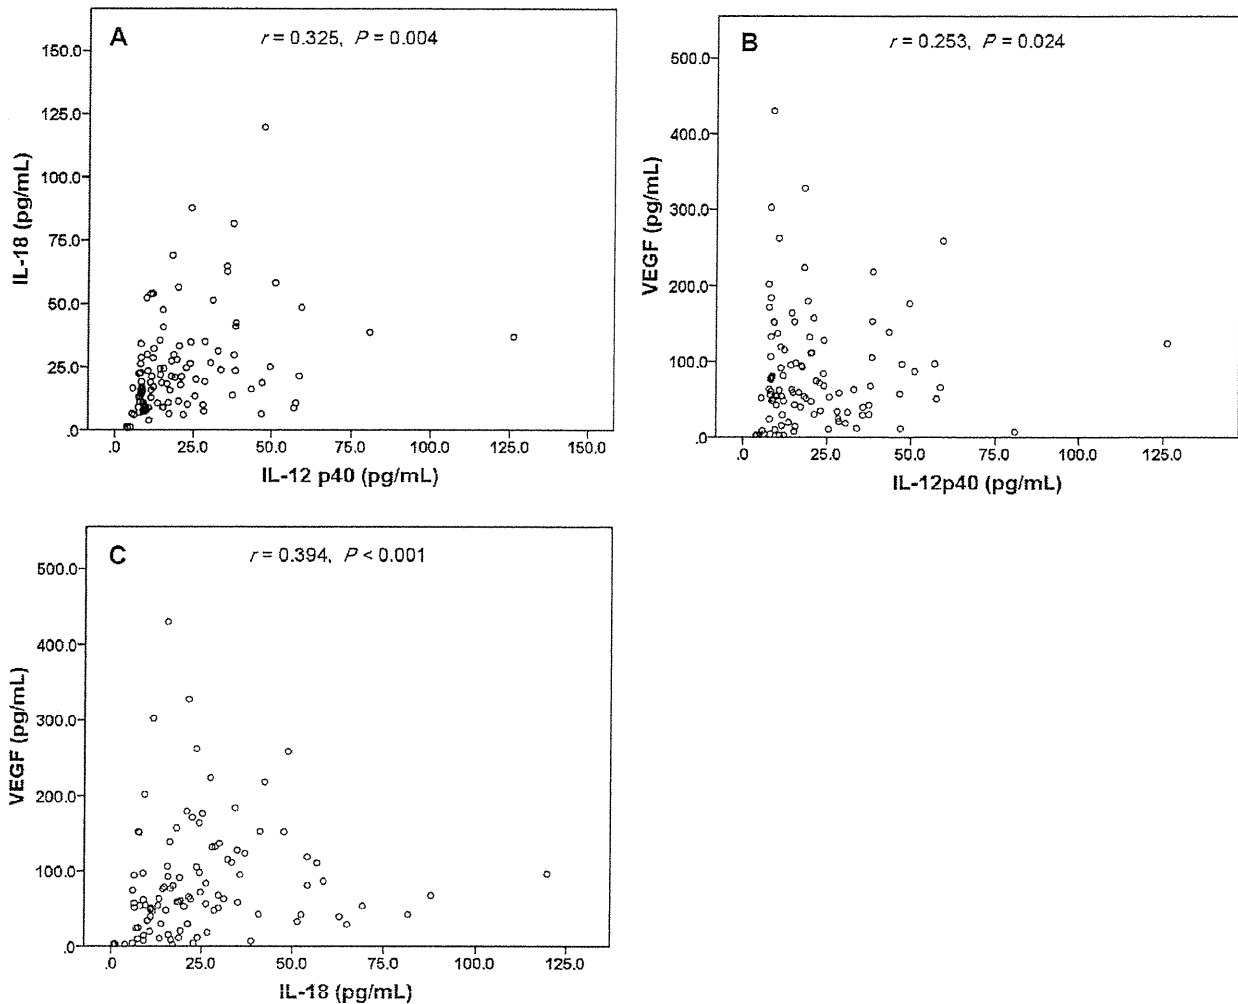 A
r = 0.325, P = 0.004
150.0
125.0
100.0
75.0
50.0
25.0
.0
IL-18 (pg/mL)
.0 25.0 50.0 75.0 100.0 125.0 150.0
IL-12 p40 (pg/mL)
B
r = 0.253, P = 0.024
500.0
400.0
300.0
200.0
100.0
.0
VEGF (pg/mL)
.0 25.0 50.0 75.0 100.0 125.0
IL-12p40 (pg/mL)
C
r = 0.394, P < 0.001
500.0
400.0
300.0
200.0
100.0
.0
VEGF (pg/mL)
.0 25.0 50.0 75.0 100.0 125.0
IL-18 (pg/mL)